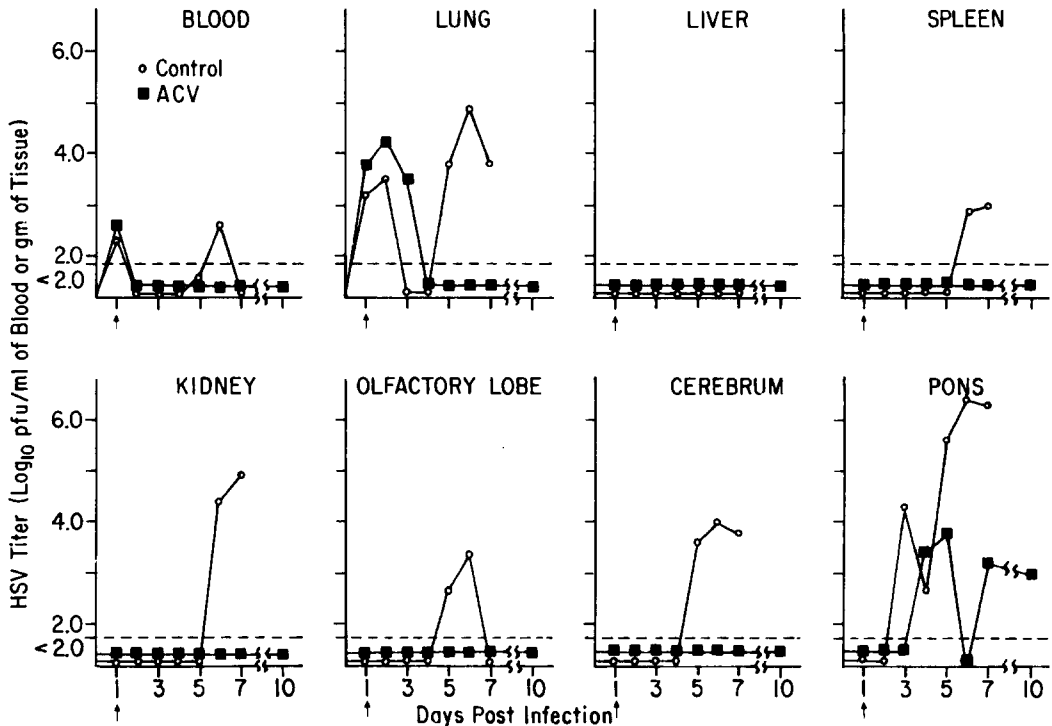 BLOOD LUNG LIVER SPLEEN
6.0
4.0
2.0
<2.0
○ Control
■ ACV
KIDNEY OLFACTORY LOBE CEREBRUM PONS
6.0
4.0
2.0
<2.0
1 3 5 7 10 1 3 5 7 10 1 3 5 7 10 1 3 5 7 10
Days Post Infection
HSV Titer (Log10 pfu/ml of Blood or gm of Tissue)